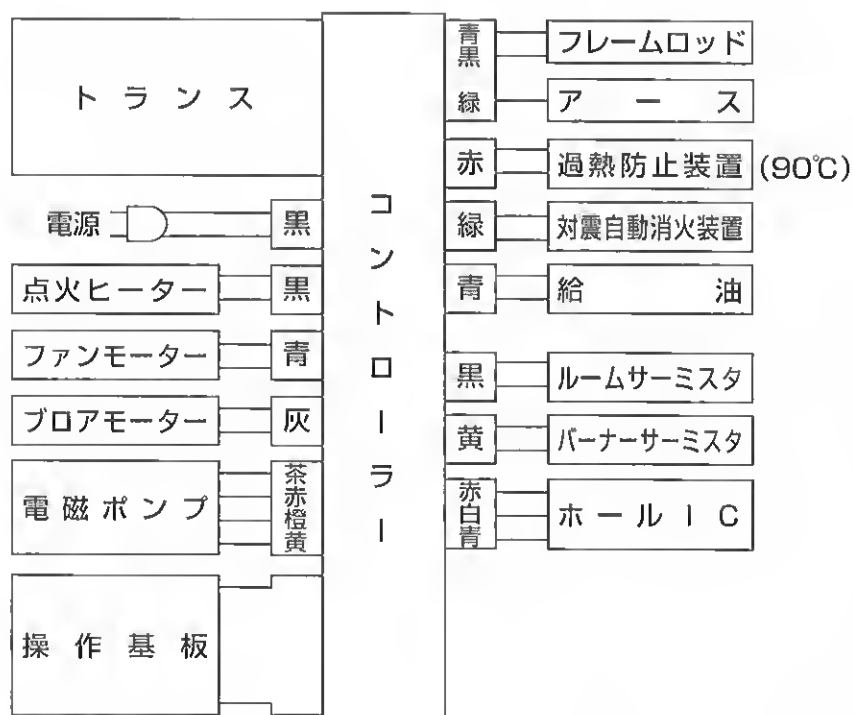 トランス
電源 黒
点火ヒーター 黒
ファンモーター 青
ブロアモーター 灰
電磁ポンプ 茶赤橙黄
操作基板
コントローラー
青黒 フレームロッド
緑 アース
赤 過熱防止装置 (90℃)
緑 対震自動消火装置
青 給油
黒 ルームサーミスタ
黄 バーナーサーミスタ
赤白青 ホールIC